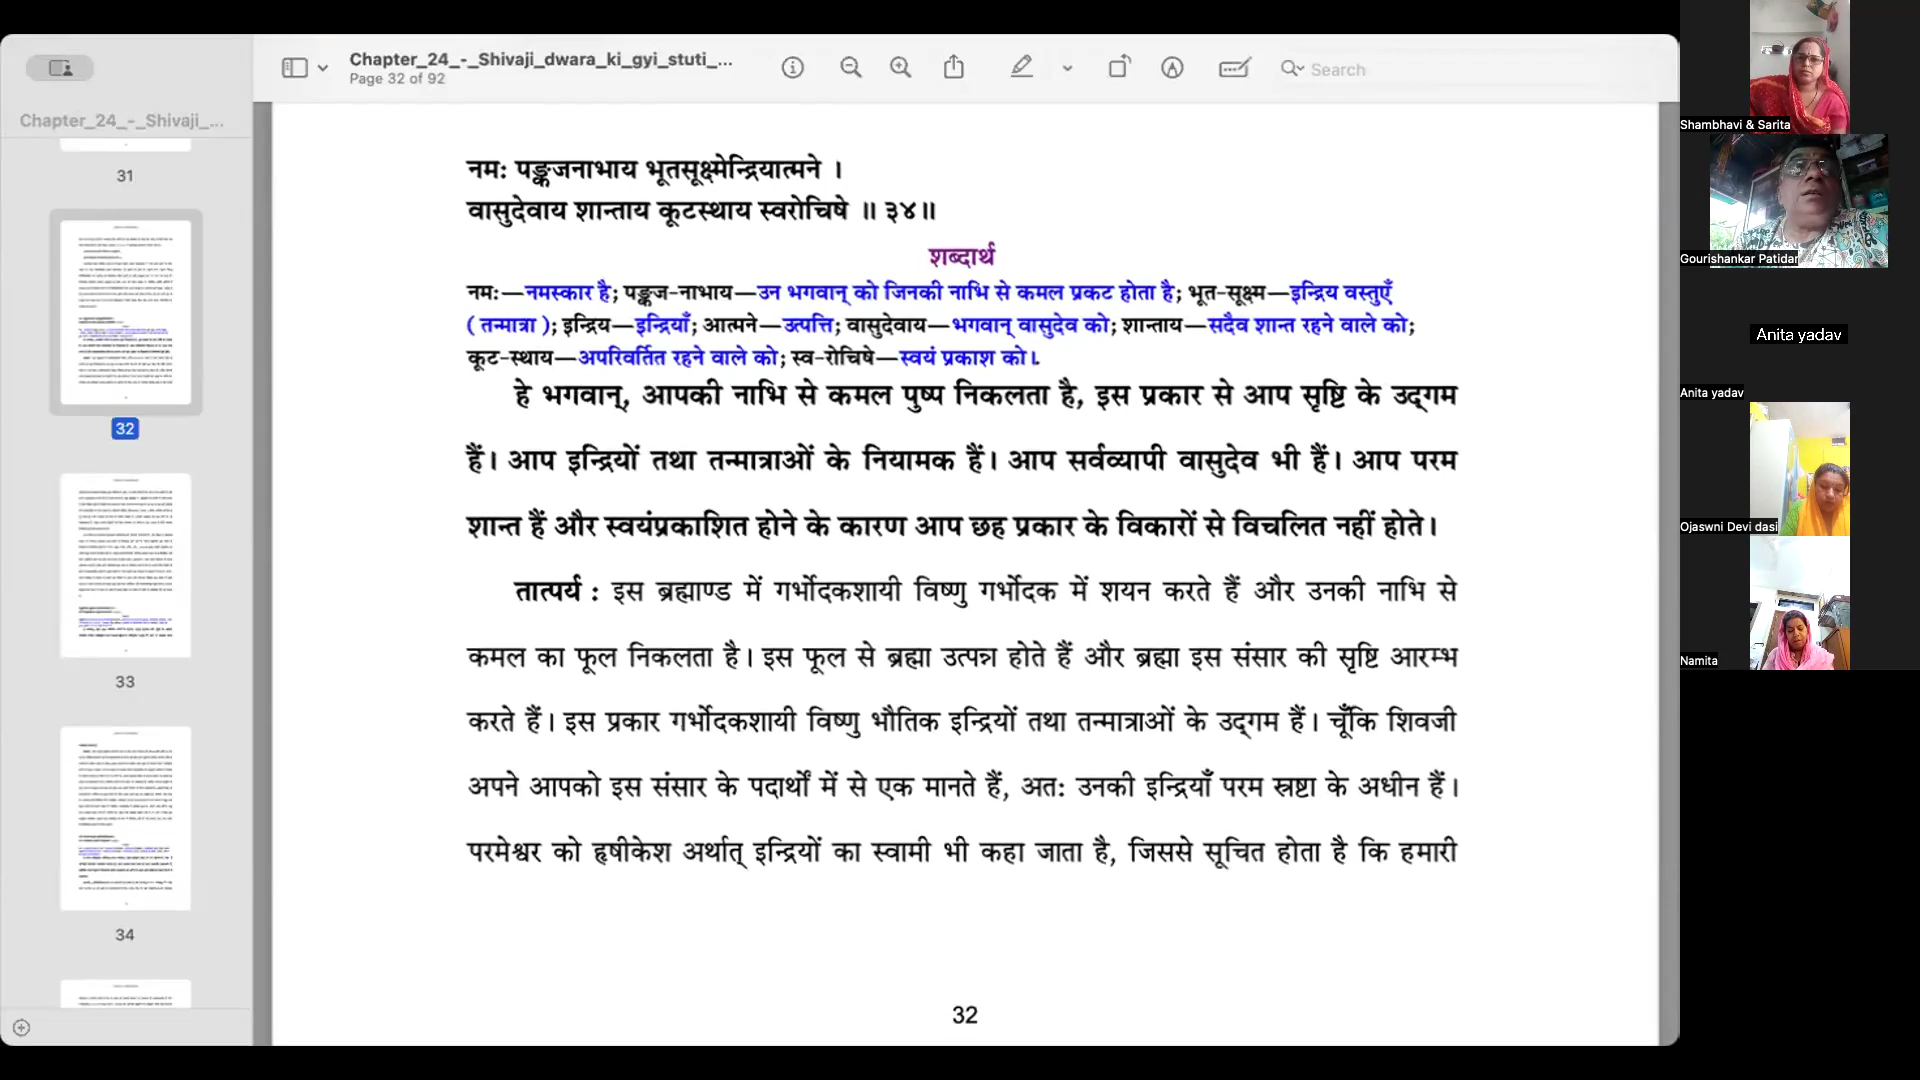 Chapter_24_-_Shivaji_dwara_ki_gyi_stuti_...
Page 32 of 92
Search
Chapter_24_-_Shivaji_...
31
32
33
34
नमः पङ्कजनाभाय भूतसूक्ष्मेन्द्रियात्मने ।
वासुदेवाय शान्ताय कूटस्थाय स्वरोचिषे ॥ ३४॥
शब्दार्थ
नमः—नमस्कार है; पङ्कज-नाभाय—उन भगवान् को जिनकी नाभि से कमल प्रकट होता है; भूत-सूक्ष्म—इन्द्रिय वस्तुएँ
( तन्मात्रा ); इन्द्रिय—इन्द्रियाँ; आत्मने—उत्पत्ति; वासुदेवाय—भगवान् वासुदेव को; शान्ताय—सदैव शान्त रहने वाले को;
कूट-स्थाय—अपरिवर्तित रहने वाले को; स्व-रोचिषे—स्वयं प्रकाश को।
हे भगवान्, आपकी नाभि से कमल पुष्प निकलता है, इस प्रकार से आप सृष्टि के उद्गम
हैं। आप इन्द्रियों तथा तन्मात्राओं के नियामक हैं। आप सर्वव्यापी वासुदेव भी हैं। आप परम
शान्त हैं और स्वयंप्रकाशित होने के कारण आप छह प्रकार के विकारों से विचलित नहीं होते।
तात्पर्य : इस ब्रह्माण्ड में गर्भोदकशायी विष्णु गर्भोदक में शयन करते हैं और उनकी नाभि से
कमल का फूल निकलता है। इस फूल से ब्रह्मा उत्पन्न होते हैं और ब्रह्मा इस संसार की सृष्टि आरम्भ
करते हैं। इस प्रकार गर्भोदकशायी विष्णु भौतिक इन्द्रियों तथा तन्मात्राओं के उद्गम हैं। चूँकि शिवजी
अपने आपको इस संसार के पदार्थों में से एक मानते हैं, अतः उनकी इन्द्रियाँ परम स्रष्टा के अधीन हैं।
परमेश्वर को हृषीकेश अर्थात् इन्द्रियों का स्वामी भी कहा जाता है, जिससे सूचित होता है कि हमारी
32
Shambhavi & Sarita
Gourishankar Patidar
Anita yadav
Anita yadav
Ojaswni Devi dasi
Namita